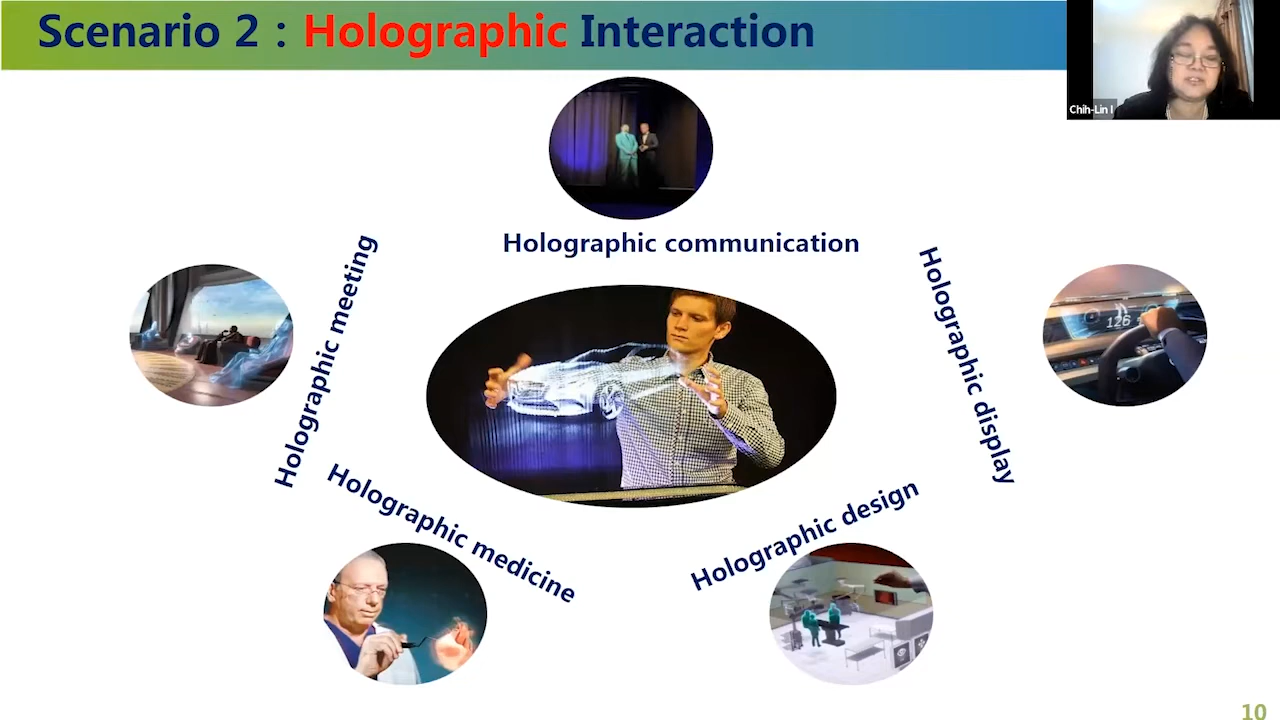 Scenario 2：Holographic Interaction
Chih-Lin I
Holographic communication
Holographic meeting
Holographic display
126
Holographic medicine
Holographic design
10